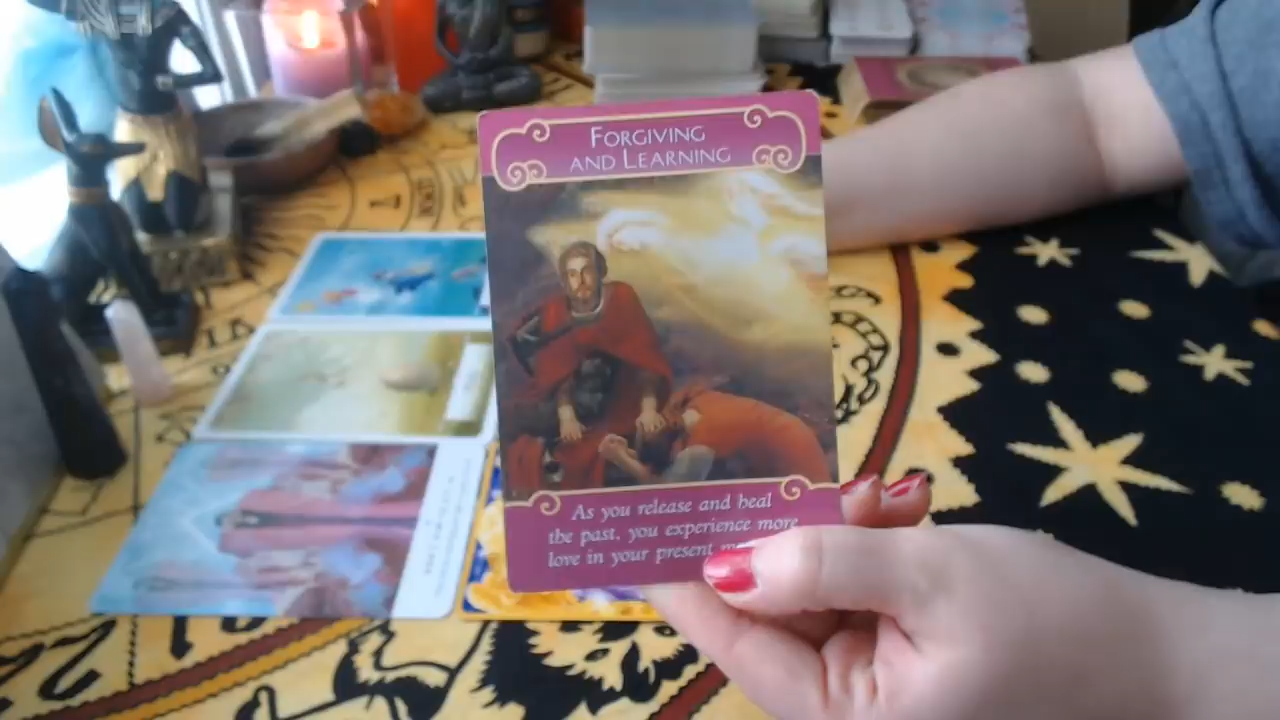 FORGIVING
AND LEARNING
As you release and heal
the past, you experience more
love in your present